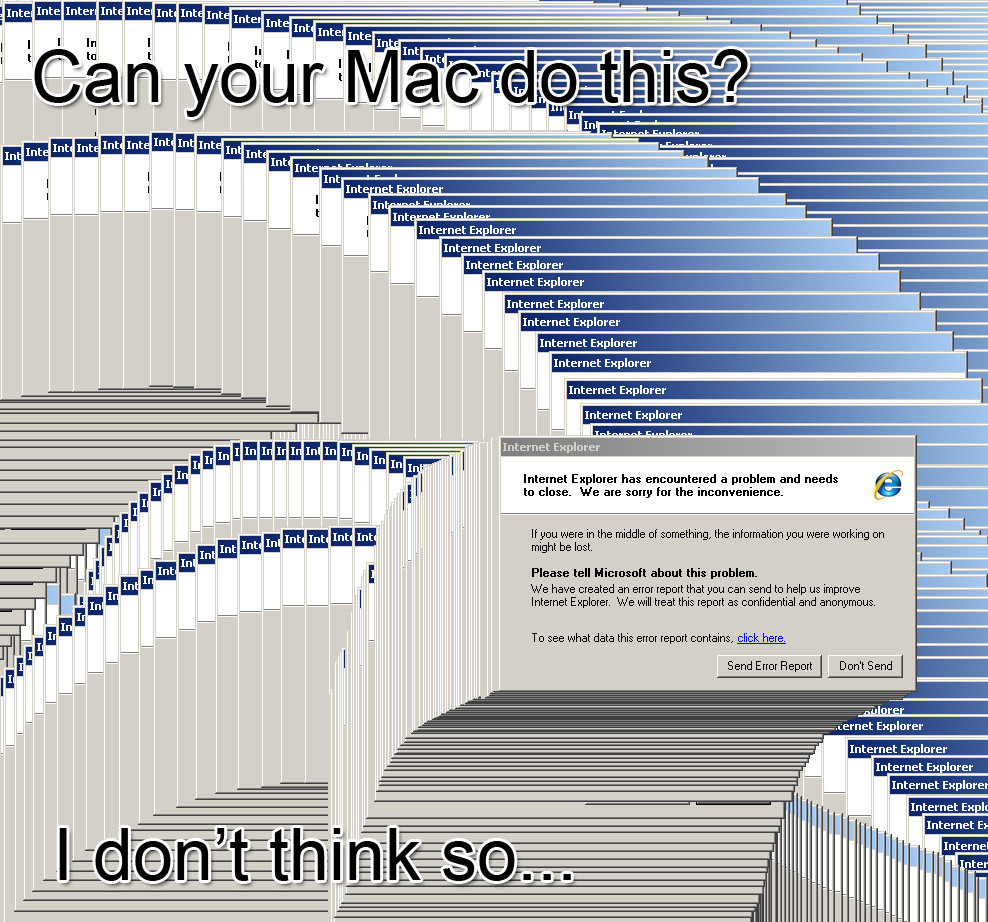 Can your Mac do this?
Internet Explorer
Internet Explorer
Internet Explorer
Internet Explorer
Internet Explorer
Internet Explorer
Internet Explorer
Internet Explorer
Internet Explorer
Internet Explorer
Internet Explorer
Internet Explorer
Internet Explorer
Internet Explorer
Internet Explorer has encountered a problem and needs
to close.  We are sorry for the inconvenience.
If you were in the middle of something, the information you were working on
might be lost.
Please tell Microsoft about this problem.
We have created an error report that you can send to help us improve
Internet Explorer.  We will treat this report as confidential and anonymous.
To see what data this error report contains, click here.
Send Error Report
Don't Send
Internet Explorer
Internet Explorer
Internet Explorer
I don't think so...